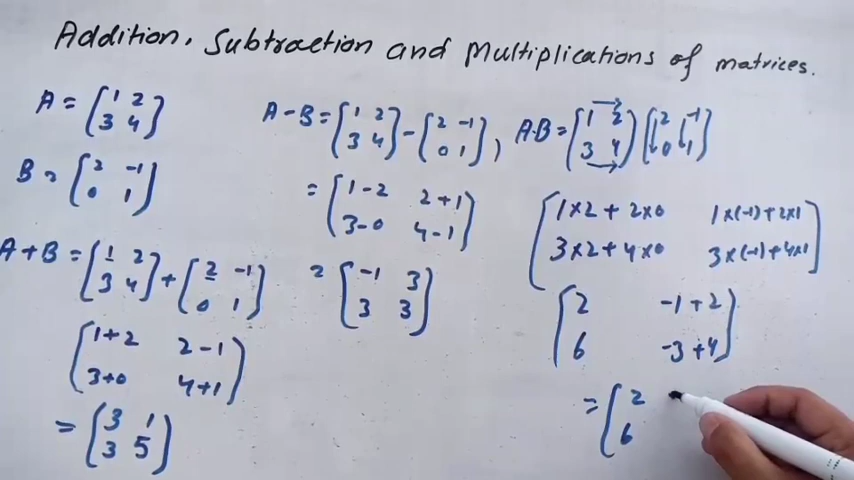 Addition, Subtraction and Multiplications of matrices.
A = (1 2
3 4)
B = (2 -1
0 1)
A + B = (1 2
3 4) + (2 -1
0 1)
(1+2 2-1
3+0 4+1)
= (3 1
3 5)
A - B = (1 2
3 4) - (2 -1
0 1),
= (1-2 2+1
3-0 4-1)
= (-1 3
3 3)
A·B = (1 2
3 4) (2 -1
0 1)
(1×2 + 2×0 1×(-1)+2×1
3×2 + 4×0 3×(-1)+4×1)
(2 -1+2
6 -3+4)
= (2
6